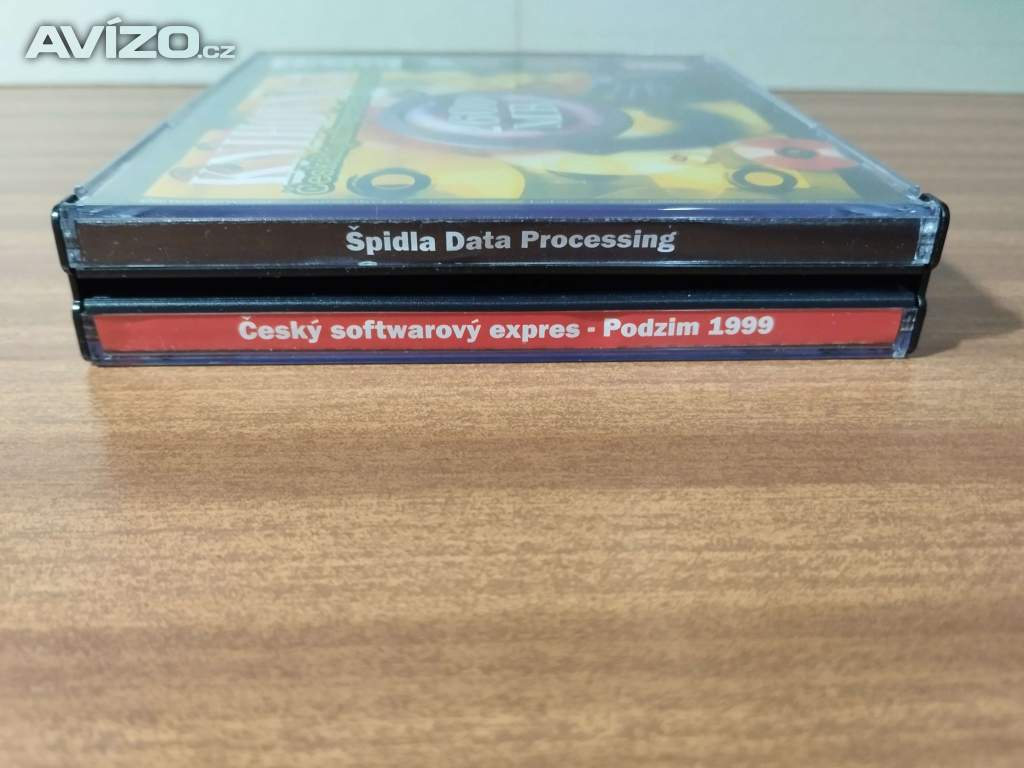 AVÍZO.cz
Špidla Data Processing
Český softwarový expres - Podzim 1999